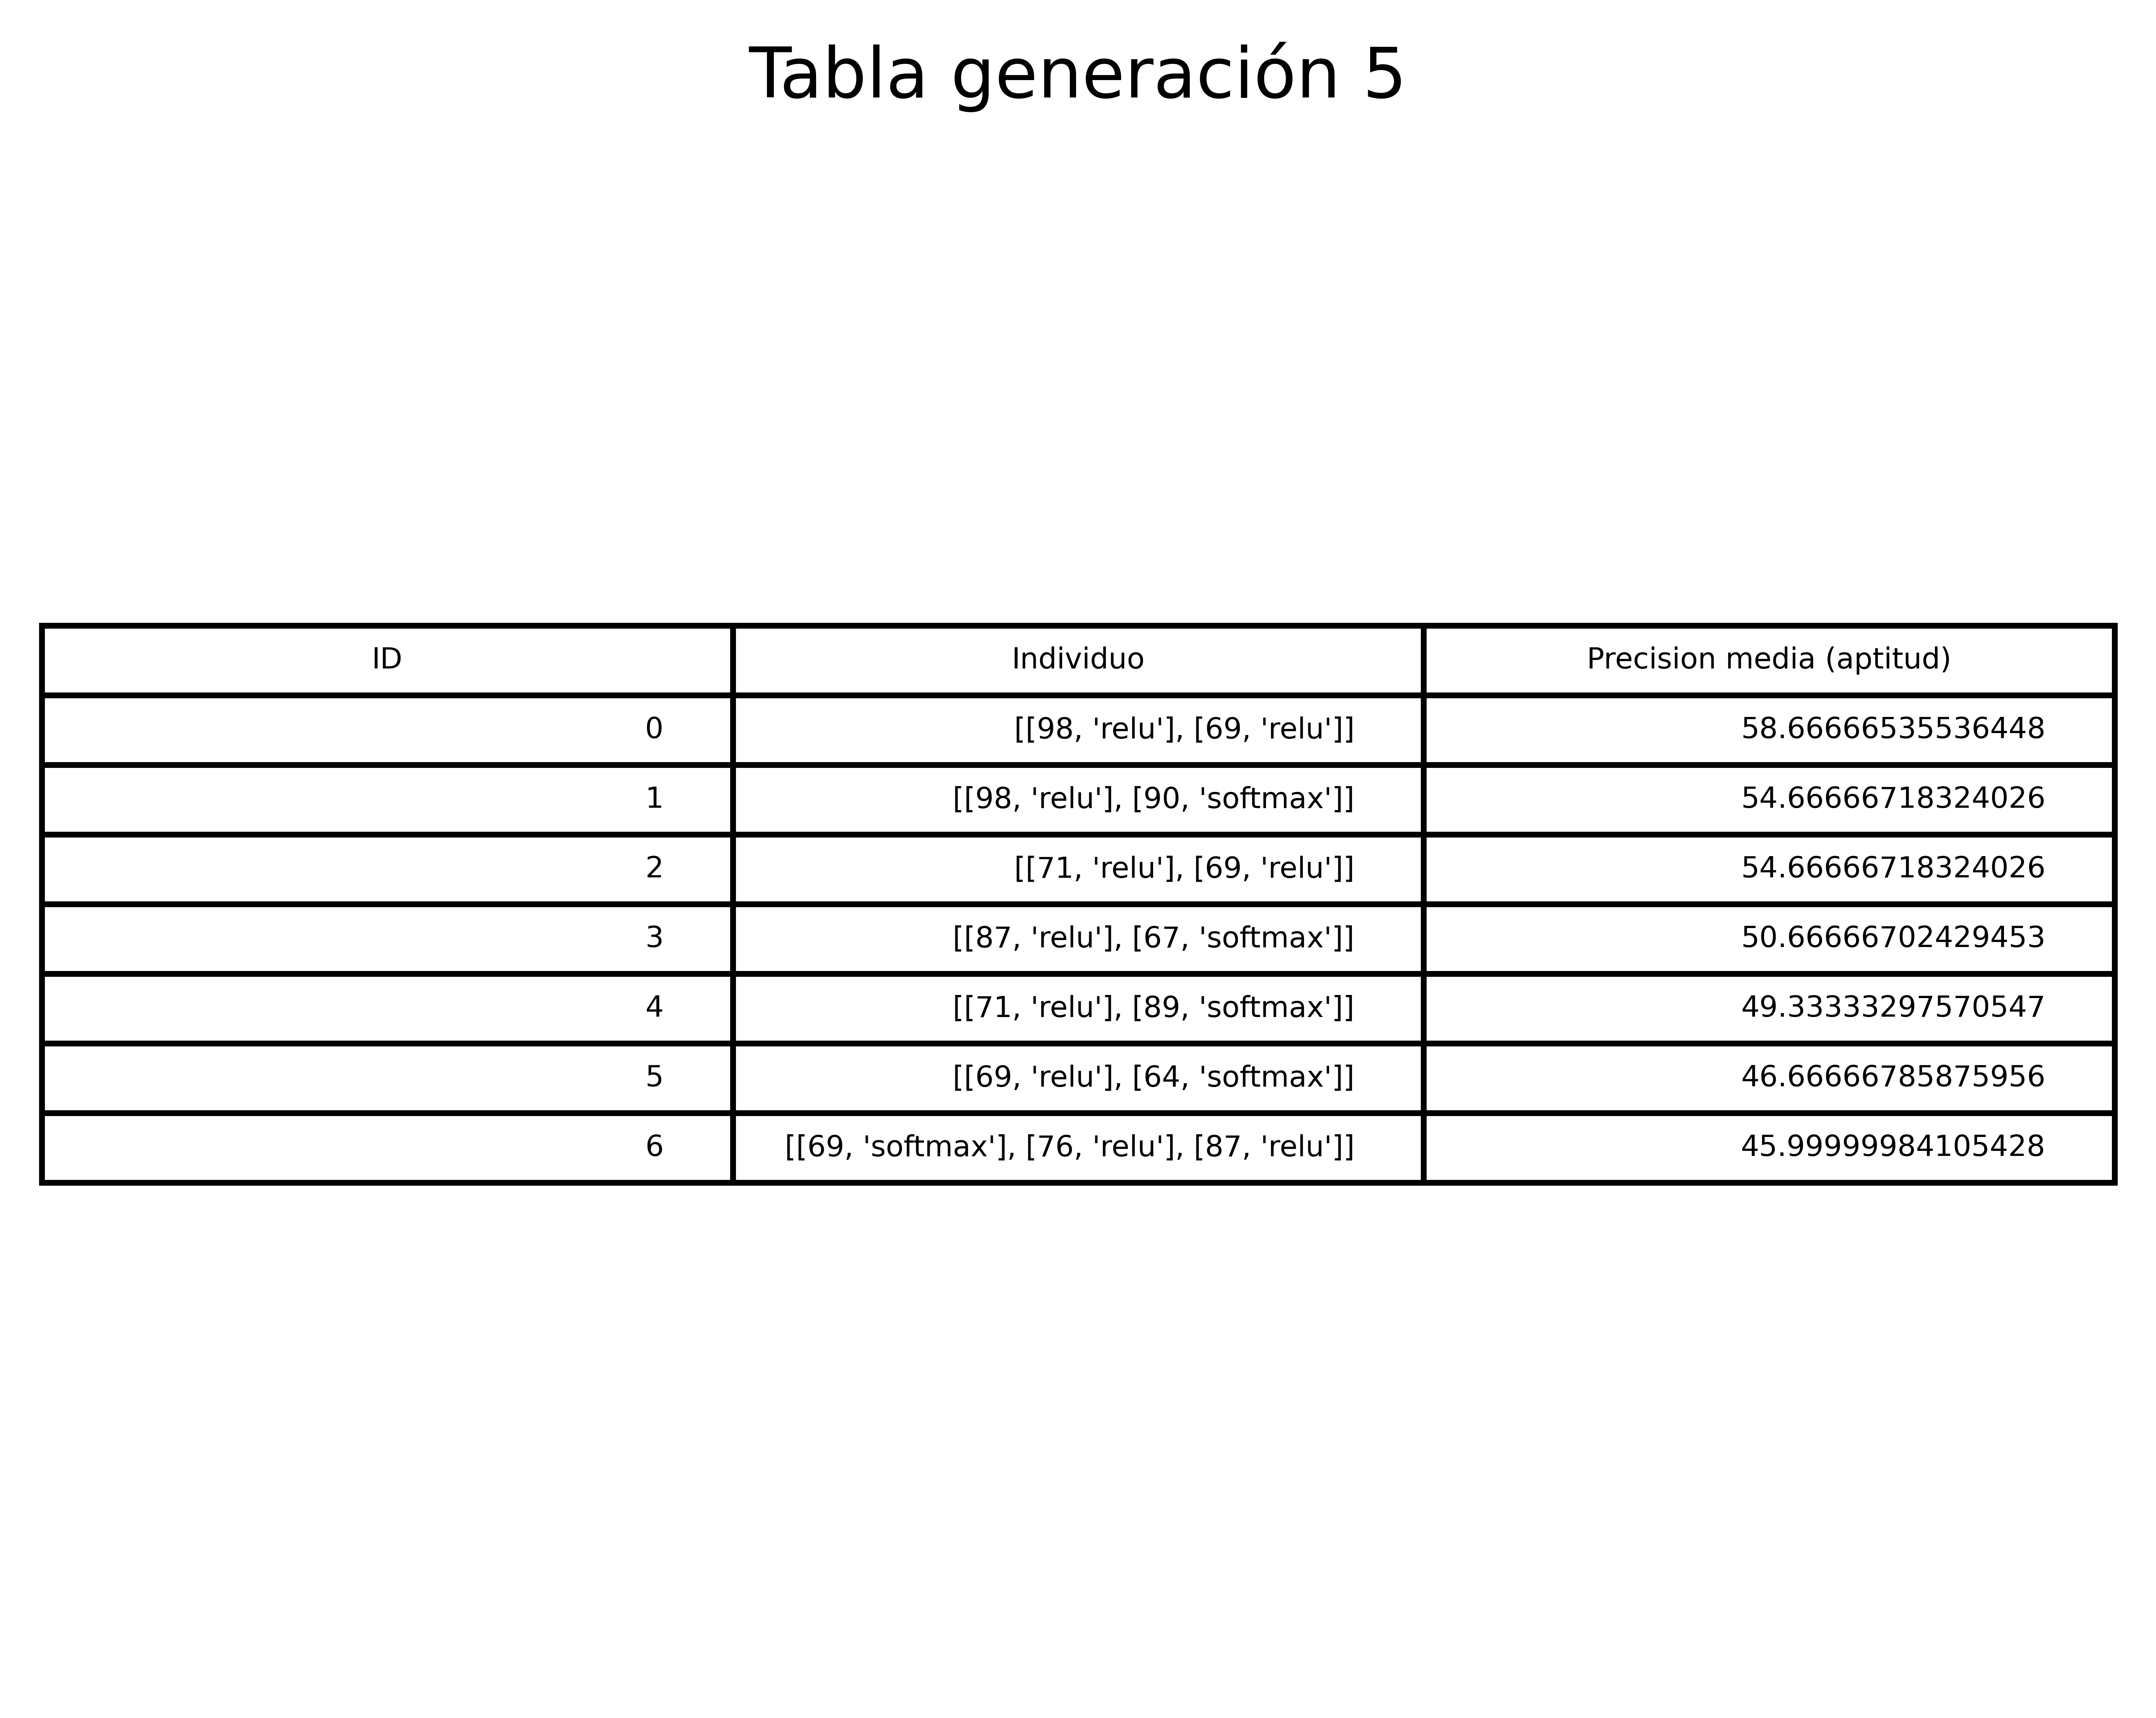 Tabla generación 5
ID Individuo Precision media (aptitud)
0 [[98, 'relu'], [69, 'relu']] 58.66666535536448
1 [[98, 'relu'], [90, 'softmax']] 54.66666718324026
2 [[71, 'relu'], [69, 'relu']] 54.66666718324026
3 [[87, 'relu'], [67, 'softmax']] 50.66666702429453
4 [[71, 'relu'], [89, 'softmax']] 49.33333297570547
5 [[69, 'relu'], [64, 'softmax']] 46.66666785875956
6 [[69, 'softmax'], [76, 'relu'], [87, 'relu']] 45.99999984105428